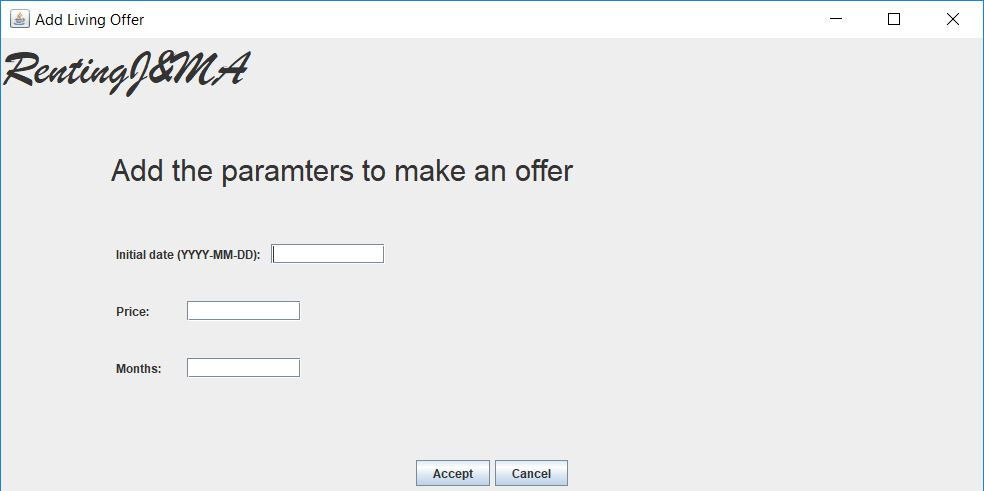 Add Living Offer
RentingJ&MA
Add the paramters to make an offer
Initial date (YYYY-MM-DD):
Price:
Months:
Accept Cancel